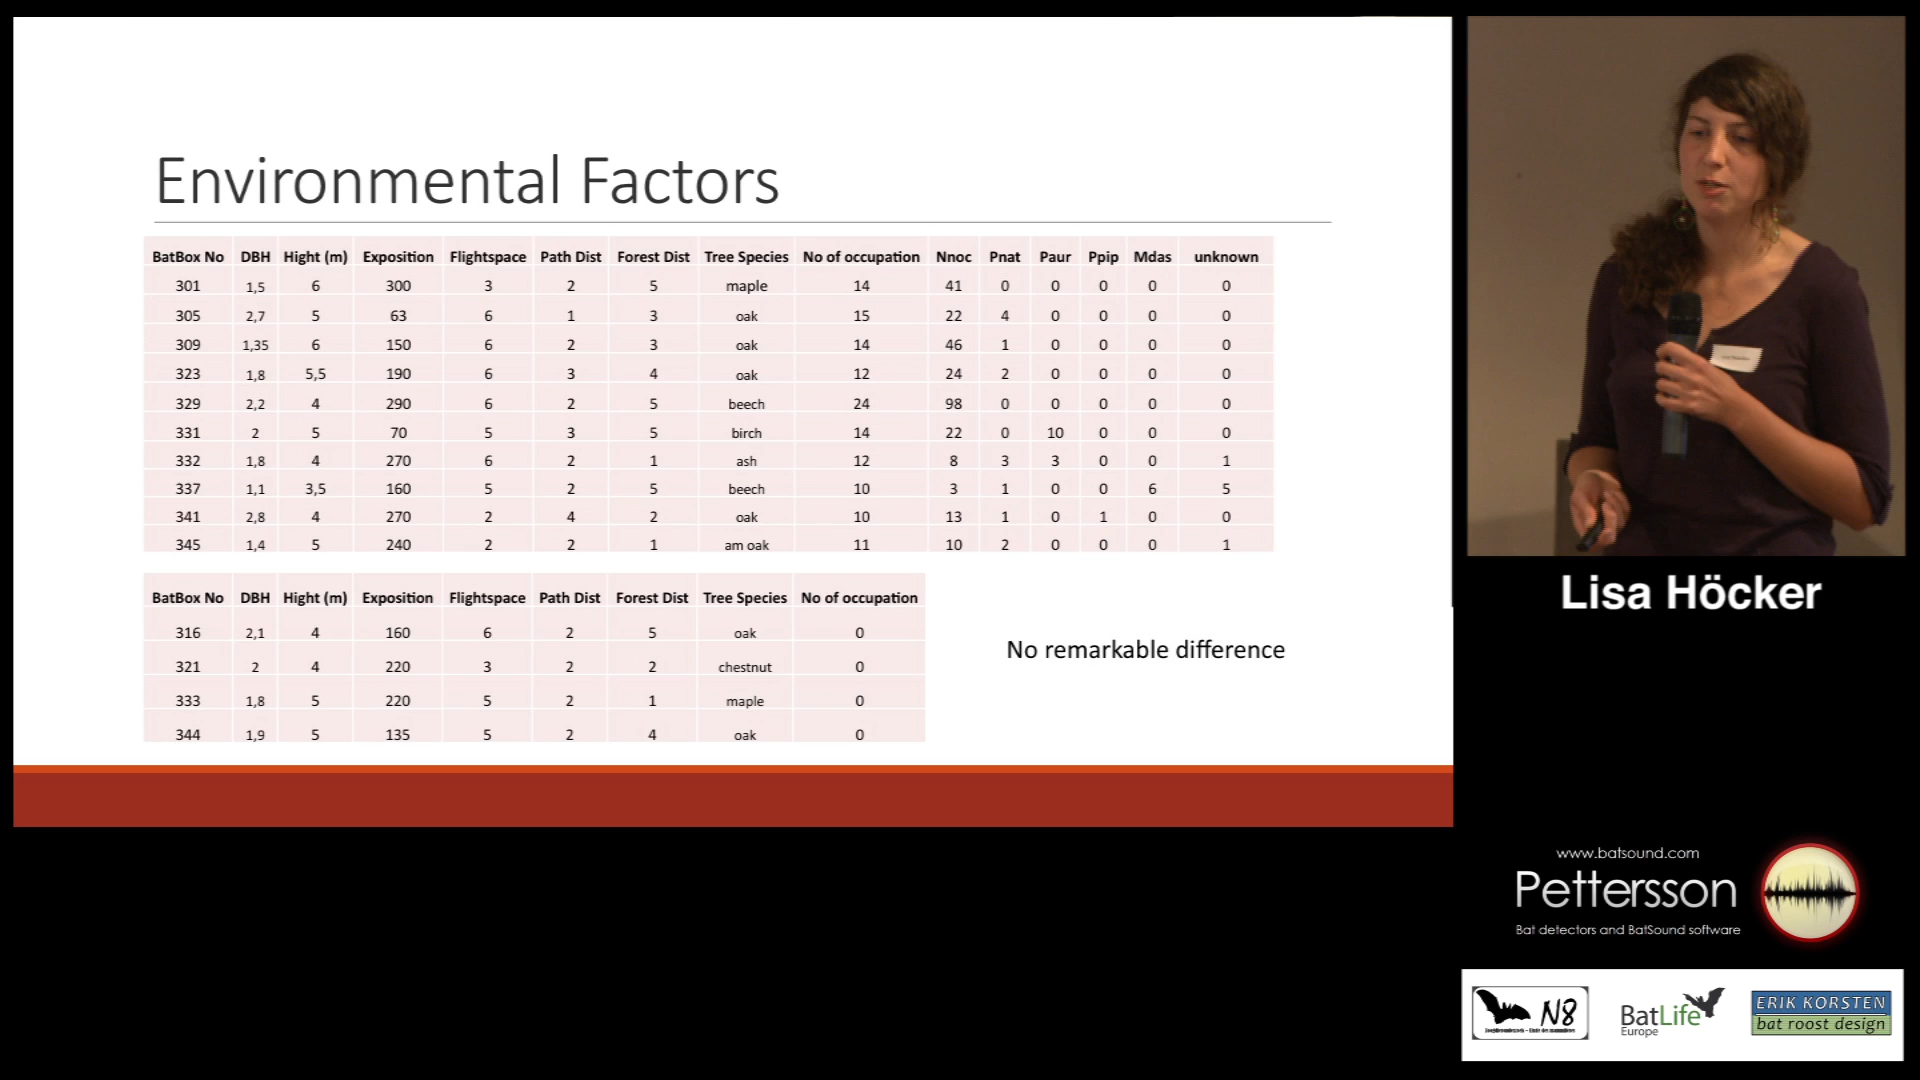 Environmental Factors
BatBox No DBH Hight (m) Exposition Flightspace Path Dist Forest Dist Tree Species No of occupation Nnoc Pnat Paur Ppip Mdas unknown
301 1,5 6 300 3 2 5 maple 14 41 0 0 0 0 0
305 2,7 5 63 6 1 3 oak 15 22 4 0 0 0 0
309 1,35 6 150 6 2 3 oak 14 46 1 0 0 0 0
323 1,8 5,5 190 6 3 4 oak 12 24 2 0 0 0 0
329 2,2 4 290 6 2 5 beech 24 98 0 0 0 0 0
331 2 5 70 5 3 5 birch 14 22 0 10 0 0 0
332 1,8 4 270 6 2 1 ash 12 8 3 3 0 0 1
337 1,1 3,5 160 5 2 5 beech 10 3 1 0 0 6 5
341 2,8 4 270 2 4 2 oak 10 13 1 0 1 0 0
345 1,4 5 240 2 2 1 am oak 11 10 2 0 0 0 1
BatBox No DBH Hight (m) Exposition Flightspace Path Dist Forest Dist Tree Species No of occupation
316 2,1 4 160 6 2 5 oak 0
321 2 4 220 3 2 2 chestnut 0
333 1,8 5 220 5 2 1 maple 0
344 1,9 5 135 5 2 4 oak 0
No remarkable difference
Lisa Höcker
www.batsound.com
Pettersson
Bat detectors and BatSound software
N8
BatLife
Europe
ERIK KORSTEN
bat roost design